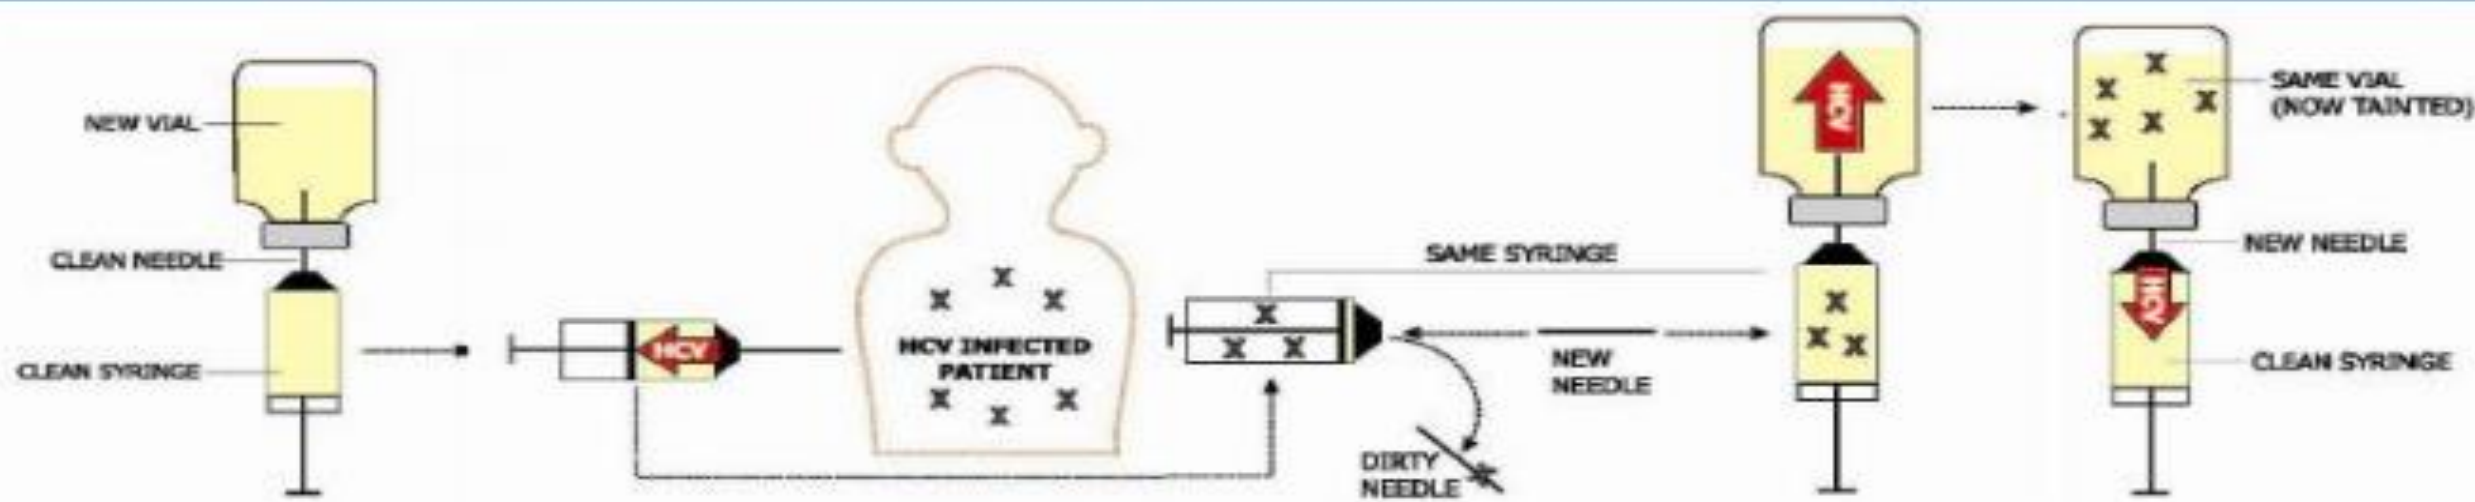 NEW VIAL
CLEAN NEEDLE
CLEAN SYRINGE
HCV
HCV INFECTED
PATIENT
SAME SYRINGE
NEW
NEEDLE
DIRTY
NEEDLE
HCV
SAME VIAL
(NOW TAINTED)
NEW NEEDLE
HCV
CLEAN SYRINGE